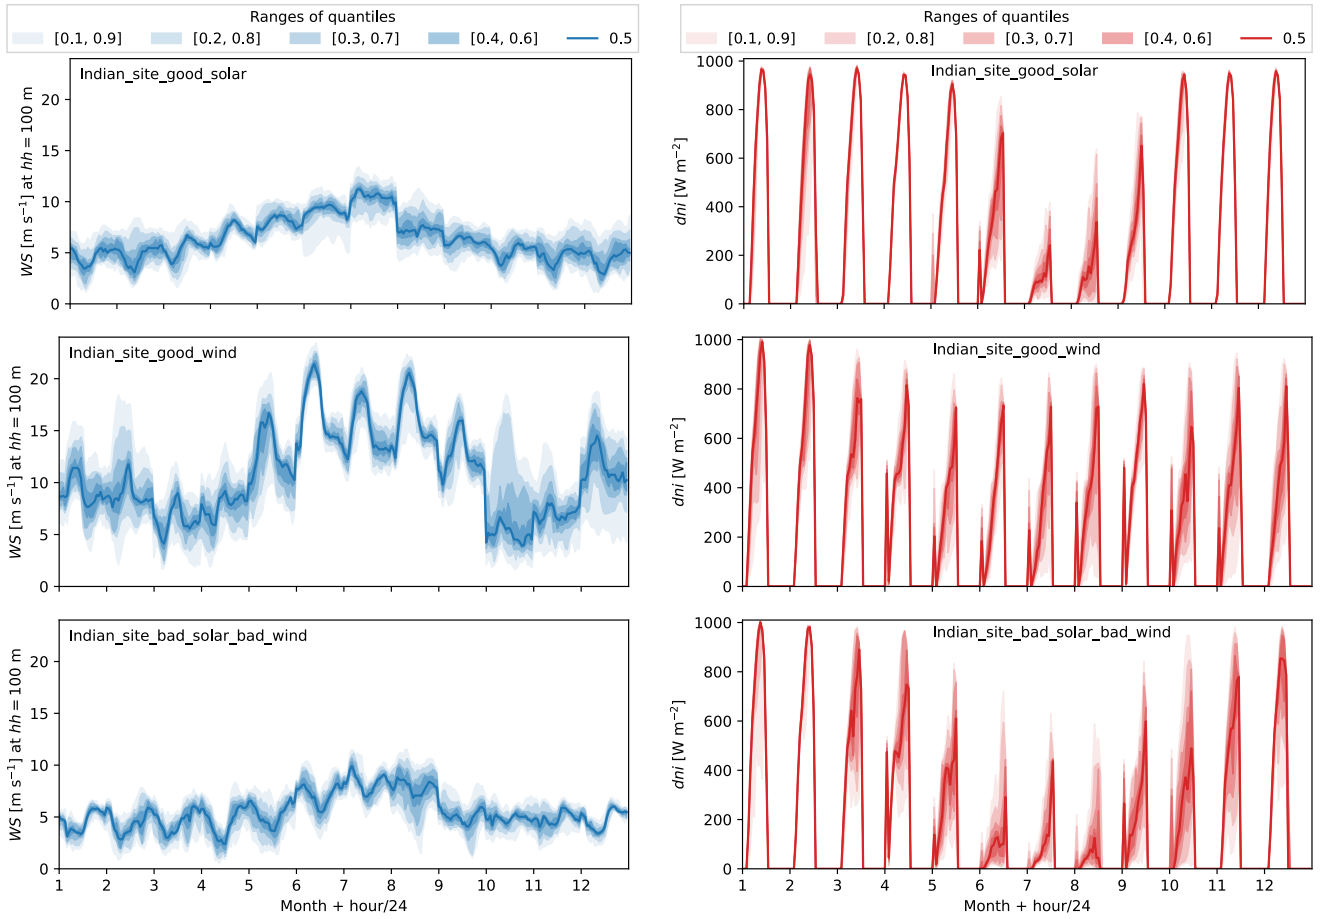 Ranges of quantiles
[0.1, 0.9] [0.2, 0.8] [0.3, 0.7] [0.4, 0.6] 0.5
Indian_site_good_solar
WS [m s⁻¹] at hh = 100 m
20
15
10
5
0
Indian_site_good_wind
WS [m s⁻¹] at hh = 100 m
20
15
10
5
0
Indian_site_bad_solar_bad_wind
WS [m s⁻¹] at hh = 100 m
20
15
10
5
0
1 2 3 4 5 6 7 8 9 10 11 12
Month + hour/24
Ranges of quantiles
[0.1, 0.9] [0.2, 0.8] [0.3, 0.7] [0.4, 0.6] 0.5
Indian_site_good_solar
dni [W m⁻²]
1000
800
600
400
200
0
Indian_site_good_wind
dni [W m⁻²]
1000
800
600
400
200
0
Indian_site_bad_solar_bad_wind
dni [W m⁻²]
1000
800
600
400
200
0
1 2 3 4 5 6 7 8 9 10 11 12
Month + hour/24